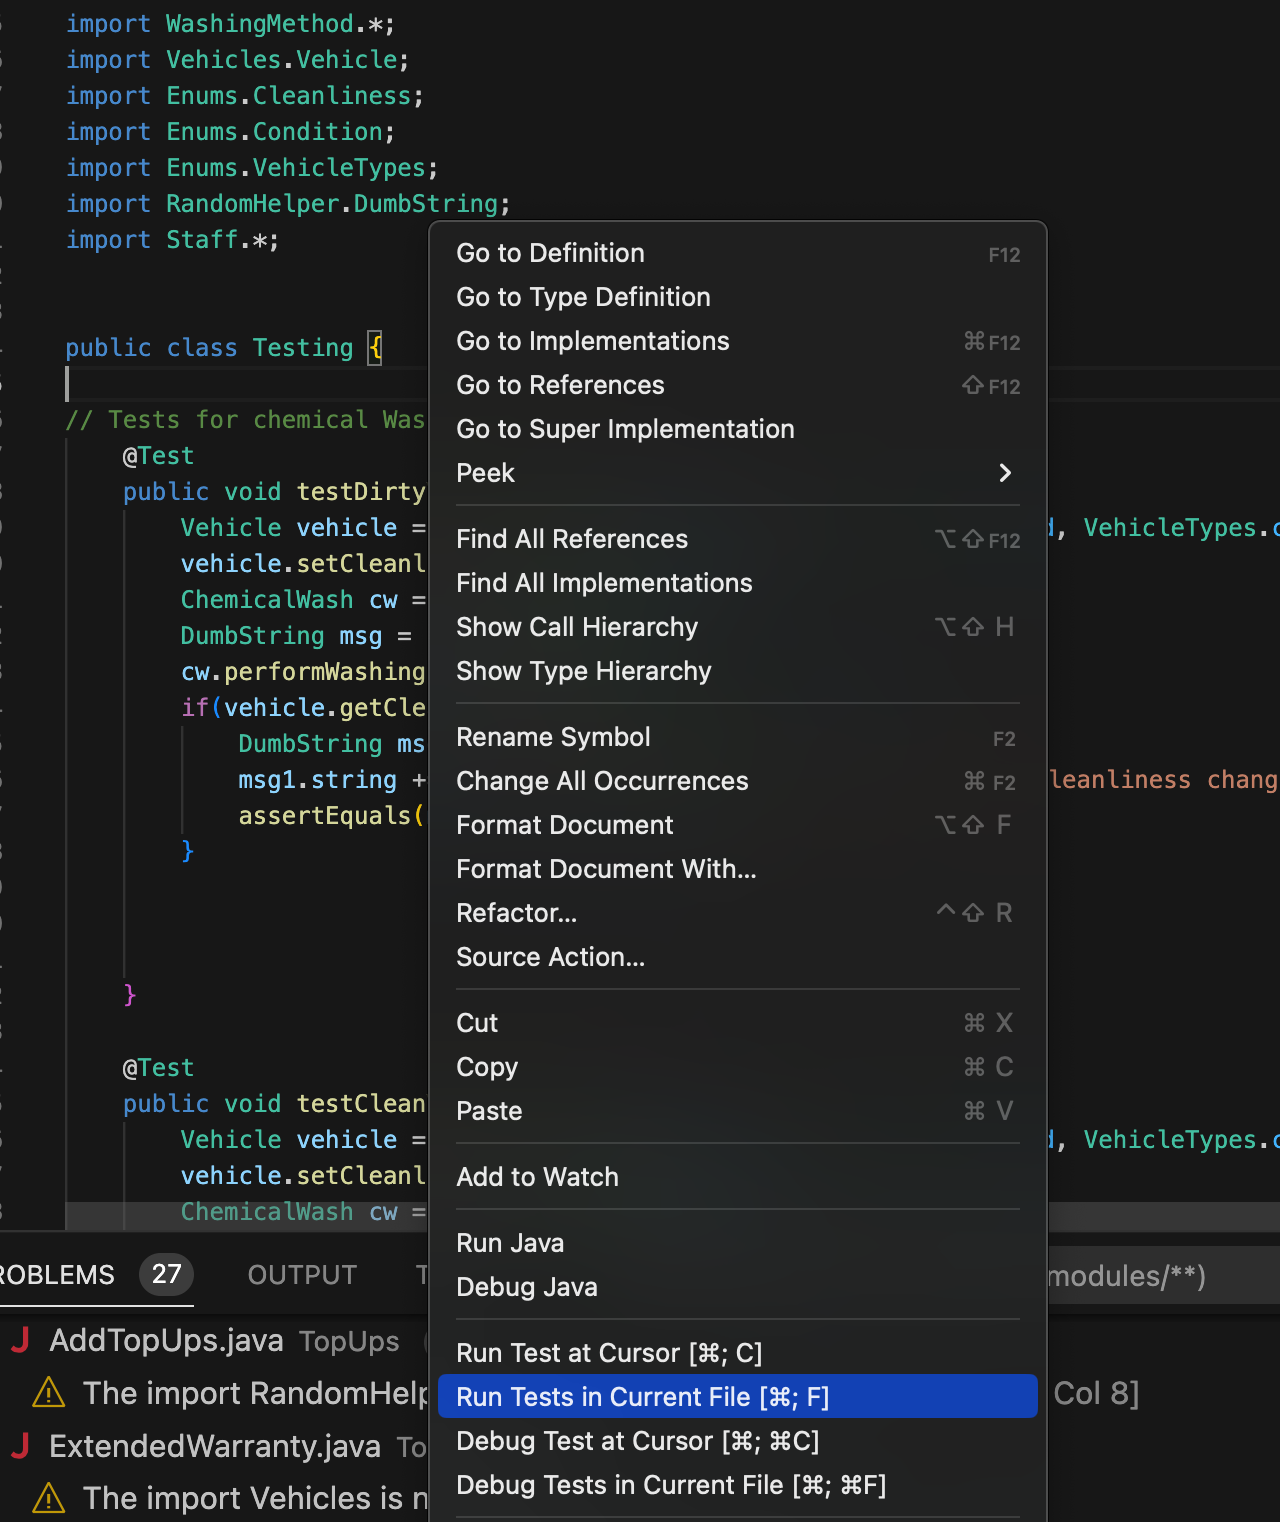 import WashingMethod.*;
import Vehicles.Vehicle;
import Enums.Cleanliness;
import Enums.Condition;
import Enums.VehicleTypes;
import RandomHelper.DumbString;
import Staff.*;
public class Testing {
// Tests for chemical Was
@Test
public void testDirty
Vehicle vehicle = d, VehicleTypes.c
vehicle.setCleanl
ChemicalWash cw =
DumbString msg =
cw.performWashing
if(vehicle.getCle
DumbString ms
msg1.string + leanliness chang
assertEquals(
}
}
@Test
public void testClean
Vehicle vehicle = d, VehicleTypes.c
vehicle.setCleanl
ChemicalWash cw =
Go to Definition F12
Go to Type Definition
Go to Implementations ⌘F12
Go to References ⇧F12
Go to Super Implementation
Peek
Find All References ⌥⇧F12
Find All Implementations
Show Call Hierarchy ⌥⇧ H
Show Type Hierarchy
Rename Symbol F2
Change All Occurrences ⌘ F2
Format Document ⌥⇧ F
Format Document With...
Refactor... ^⇧ R
Source Action...
Cut ⌘ X
Copy ⌘ C
Paste ⌘ V
Add to Watch
Run Java
Debug Java
Run Test at Cursor [⌘; C]
Run Tests in Current File [⌘; F]
Debug Test at Cursor [⌘; ⌘C]
Debug Tests in Current File [⌘; ⌘F]
ROBLEMS 27 OUTPUT T modules/**)
J AddTopUps.java TopUps
The import RandomHelp Col 8]
J ExtendedWarranty.java To
The import Vehicles is n